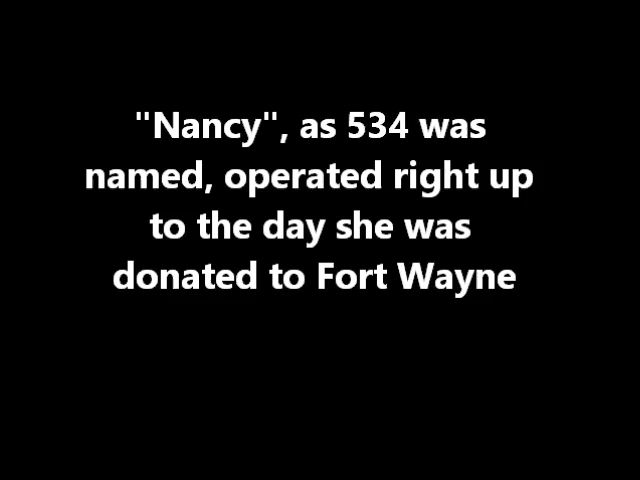 "Nancy", as 534 was
named, operated right up
to the day she was
donated to Fort Wayne